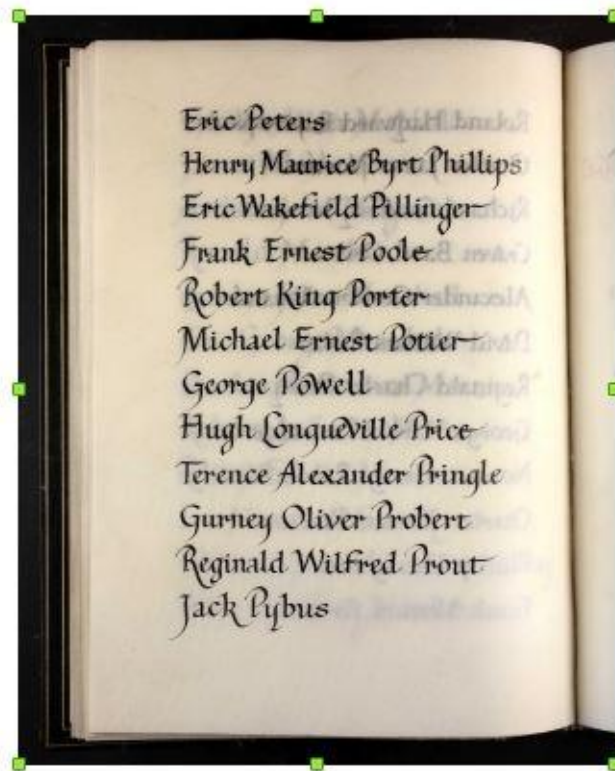 Eric Peters
Henry Maurice Byrt Phillips
Eric Wakefield Pillinger
Frank Ernest Poole
Robert King Porter
Michael Ernest Potier
George Powell
Hugh Longueville Price
Terence Alexander Pringle
Gurney Oliver Probert
Reginald Wilfred Prout
Jack Pybus